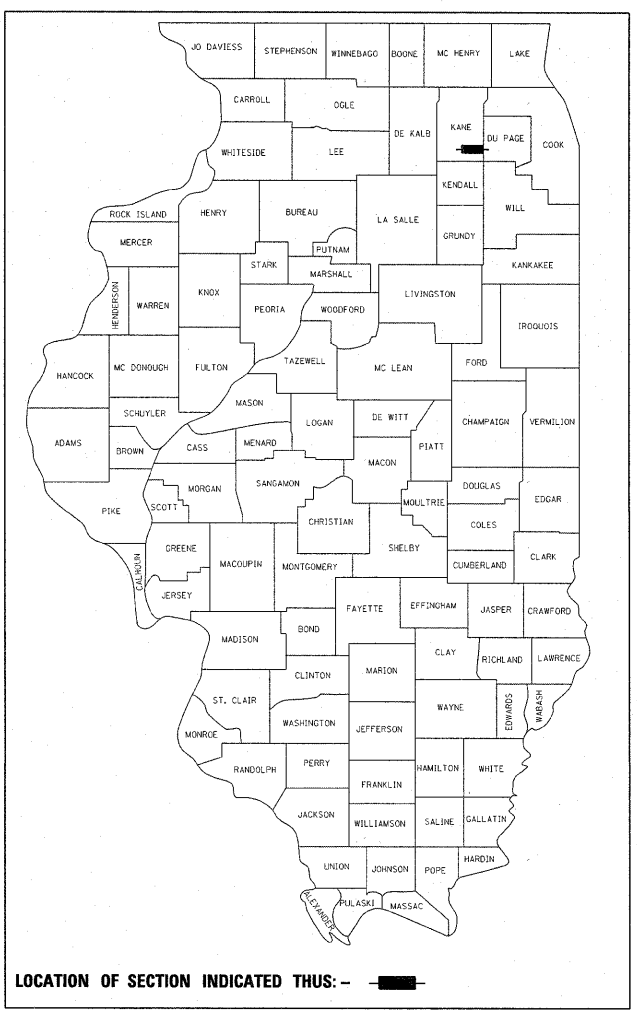 JO DAVIESS
STEPHENSON
WINNEBAGO
BOONE
MC HENRY
LAKE
CARROLL
OGLE
DE KALB
KANE
DU PAGE
COOK
WHITESIDE
LEE
KENDALL
WILL
ROCK ISLAND
HENRY
BUREAU
LA SALLE
GRUNDY
MERCER
PUTNAM
STARK
MARSHALL
KANKAKEE
HENDERSON
WARREN
KNOX
PEORIA
WOODFORD
LIVINGSTON
IROQUOIS
HANCOCK
MC DONOUGH
FULTON
TAZEWELL
MC LEAN
FORD
SCHUYLER
MASON
LOGAN
DE WITT
CHAMPAIGN
VERMILION
ADAMS
BROWN
CASS
MENARD
PIATT
MACON
PIKE
SCOTT
MORGAN
SANGAMON
CHRISTIAN
MOULTRIE
DOUGLAS
EDGAR
COLES
CALHOUN
GREENE
MACOUPIN
MONTGOMERY
SHELBY
CUMBERLAND
CLARK
JERSEY
FAYETTE
EFFINGHAM
JASPER
CRAWFORD
MADISON
BOND
CLAY
RICHLAND
LAWRENCE
CLINTON
MARION
ST. CLAIR
WAYNE
EDWARDS
WABASH
WASHINGTON
JEFFERSON
MONROE
RANDOLPH
PERRY
HAMILTON
WHITE
FRANKLIN
JACKSON
WILLIAMSON
SALINE
GALLATIN
UNION
JOHNSON
POPE
HARDIN
ALEXANDER
PULASKI
MASSAC
LOCATION OF SECTION INDICATED THUS: –